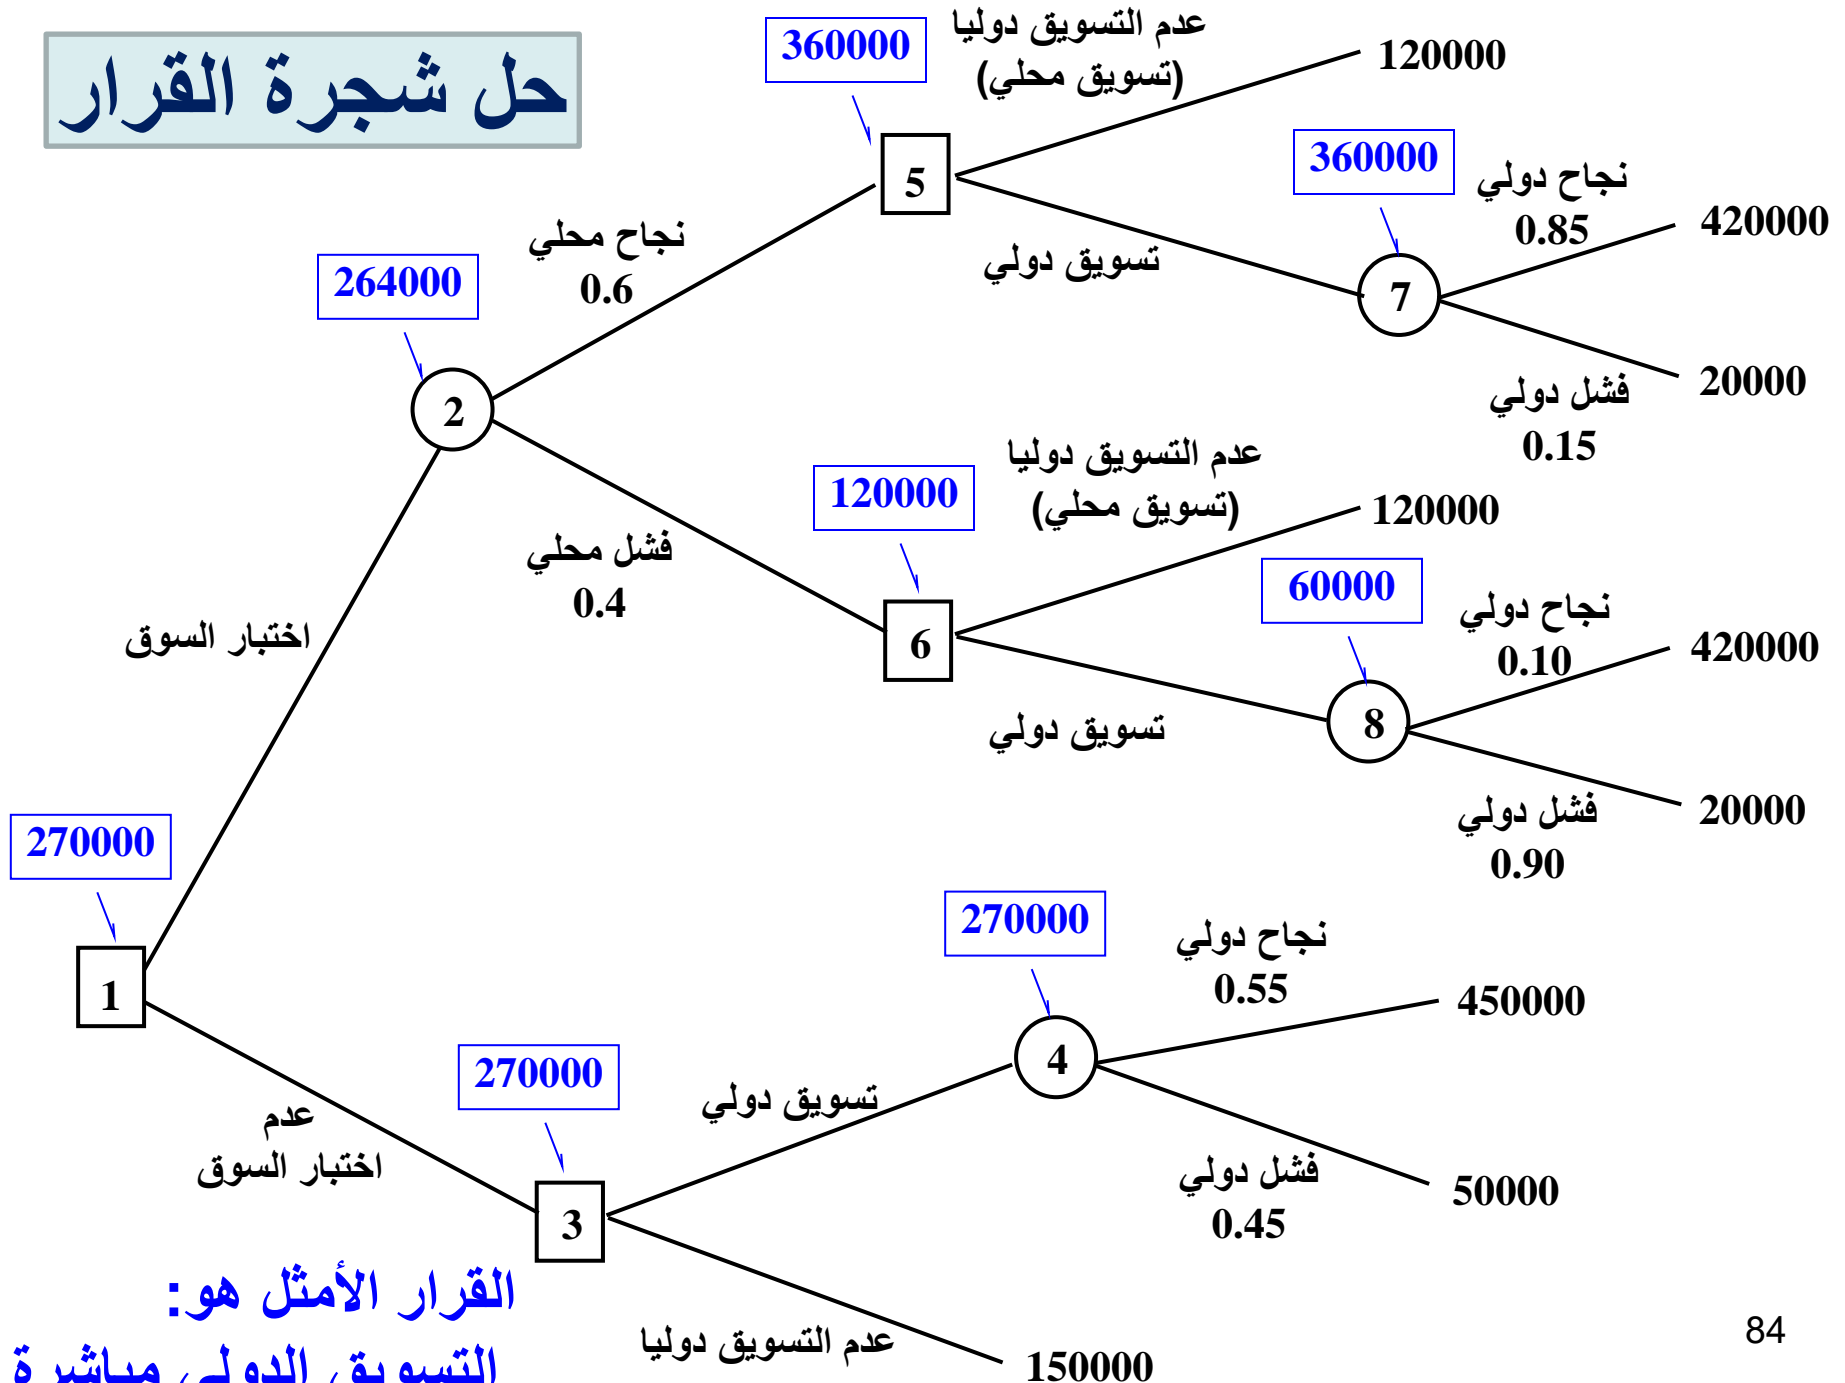 حل شجرة القرار
360000
عدم التسويق دوليا
(تسويق محلي)
120000
5
360000
نجاح دولي
0.85
420000
تسويق دولي
7
نجاح محلي
0.6
264000
2
فشل دولي
0.15
20000
عدم التسويق دوليا
(تسويق محلي)
120000
120000
فشل محلي
0.4
6
60000
نجاح دولي
0.10
420000
اختبار السوق
تسويق دولي
8
فشل دولي
0.90
20000
270000
1
270000
نجاح دولي
0.55
450000
4
270000
تسويق دولي
عدم
اختبار السوق
فشل دولي
0.45
50000
3
عدم التسويق دوليا
150000
القرار الأمثل هو:
التسويق الدولي مباشرة
84